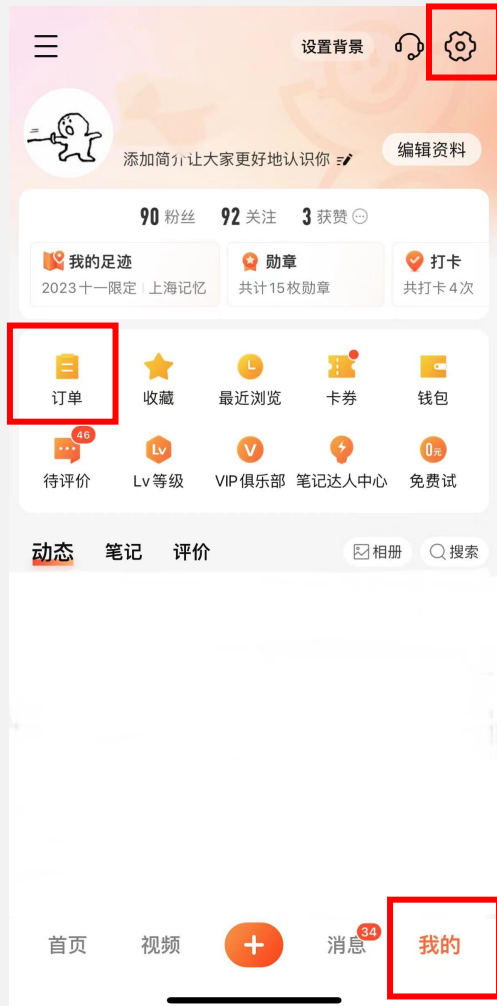 设置背景
添加简介让大家更好地认识你
编辑资料
90 粉丝 92 关注 3 获赞
我的足迹 勋章 打卡
2023十一限定 上海记忆 共计15枚勋章 共打卡4次
订单 收藏 最近浏览 卡券 钱包
46 Lv V 0元
待评价 Lv等级 VIP俱乐部 笔记达人中心 免费试
动态 笔记 评价 相册 搜索
34
首页 视频 消息 我的